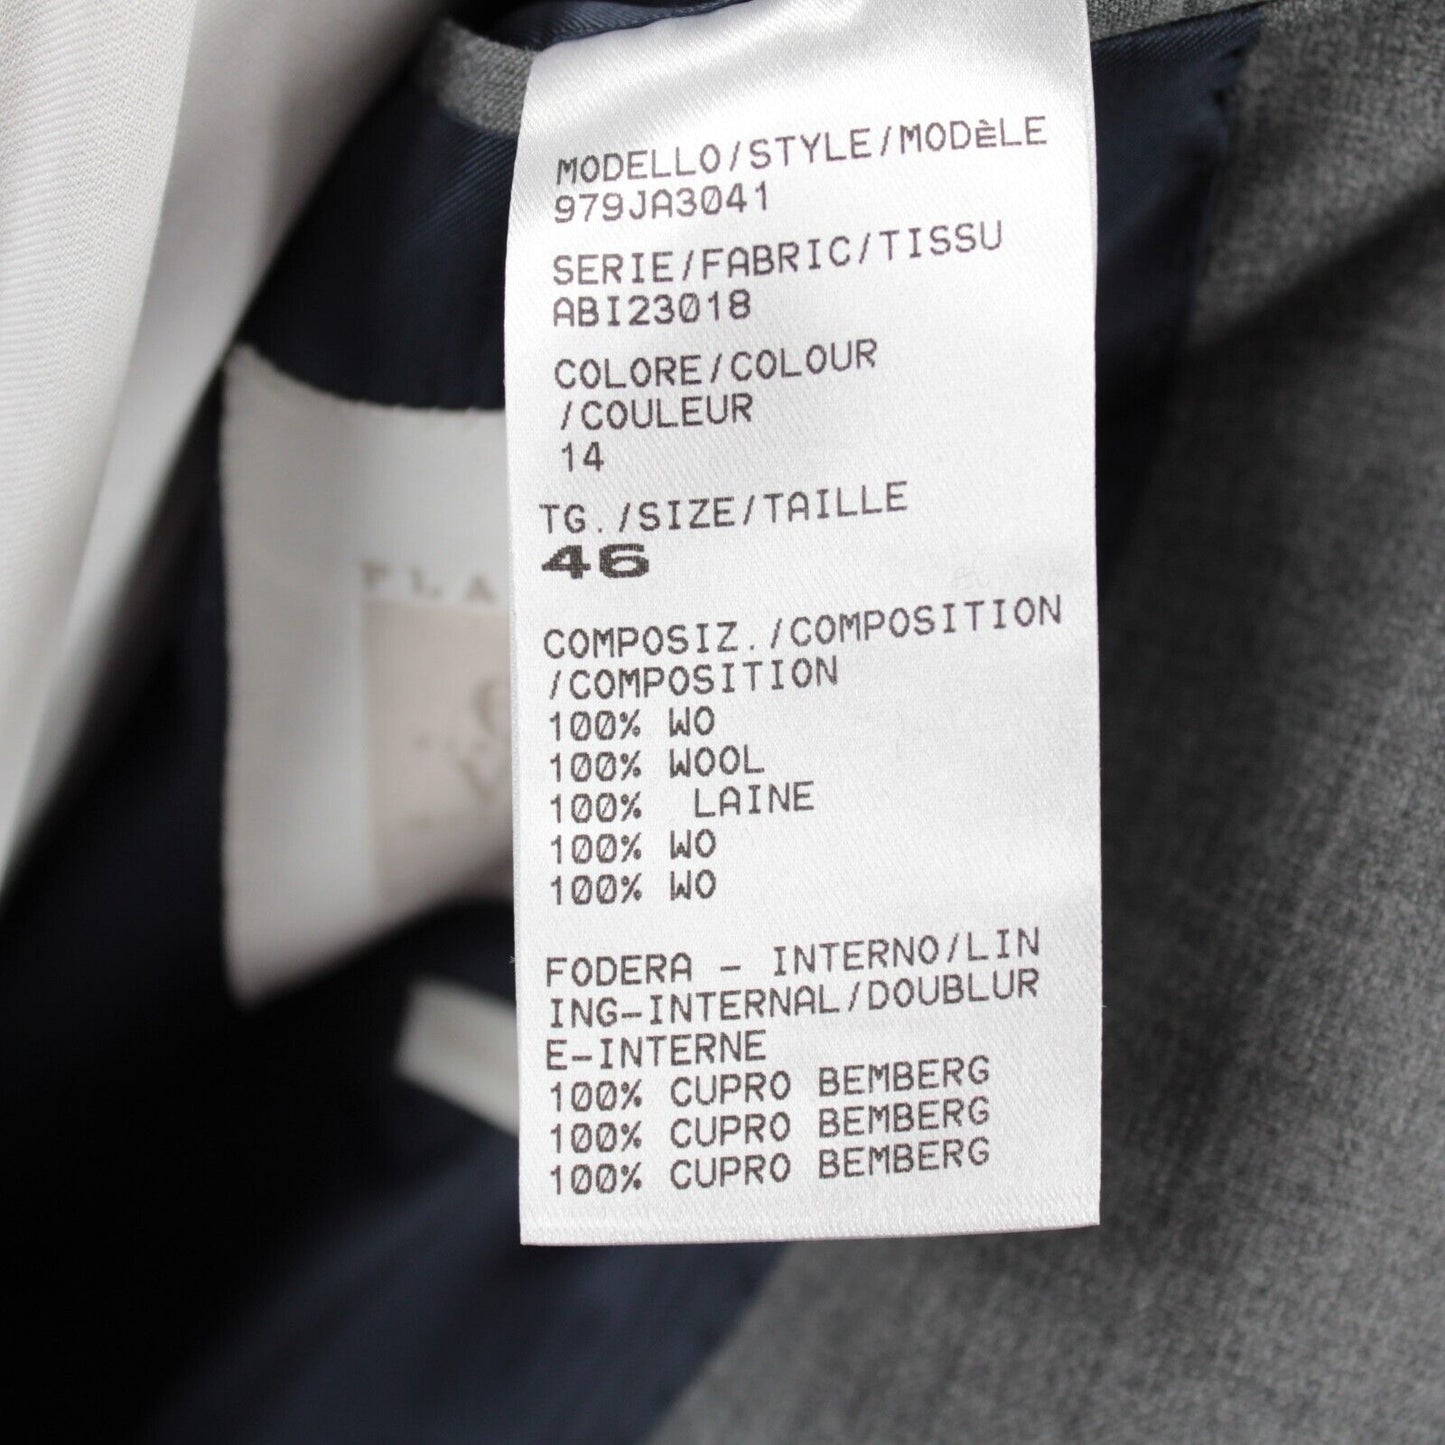 MODELLO/STYLE/MODèLE
979JA3041
SERIE/FABRIC/TISSU
ABI23018
COLORE/COLOUR
/COULEUR
14
TG./SIZE/TAILLE
46
COMPOSIZ./COMPOSITION
/COMPOSITION
100% WO
100% WOOL
100% LAINE
100% WO
100% WO
FODERA - INTERNO/LIN
ING-INTERNAL/DOUBLUR
E-INTERNE
100% CUPRO BEMBERG
100% CUPRO BEMBERG
100% CUPRO BEMBERG